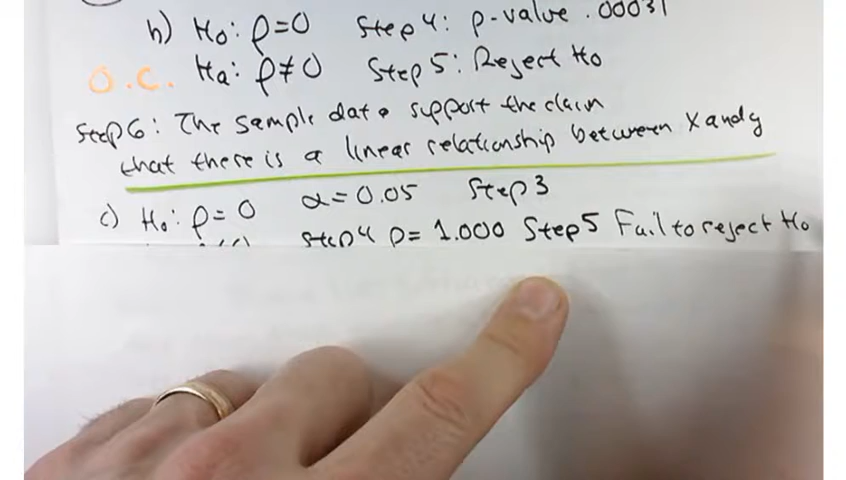 b) Ho: ρ=0 Step 4: p-value .00031
O.C. Ha: ρ≠0 Step 5: Reject Ho
Step 6: The sample data support the claim
that there is a linear relationship between x and y
c) Ho: ρ=0 α=0.05 Step 3
Step 4 p=1.000 Step 5 Fail to reject Ho